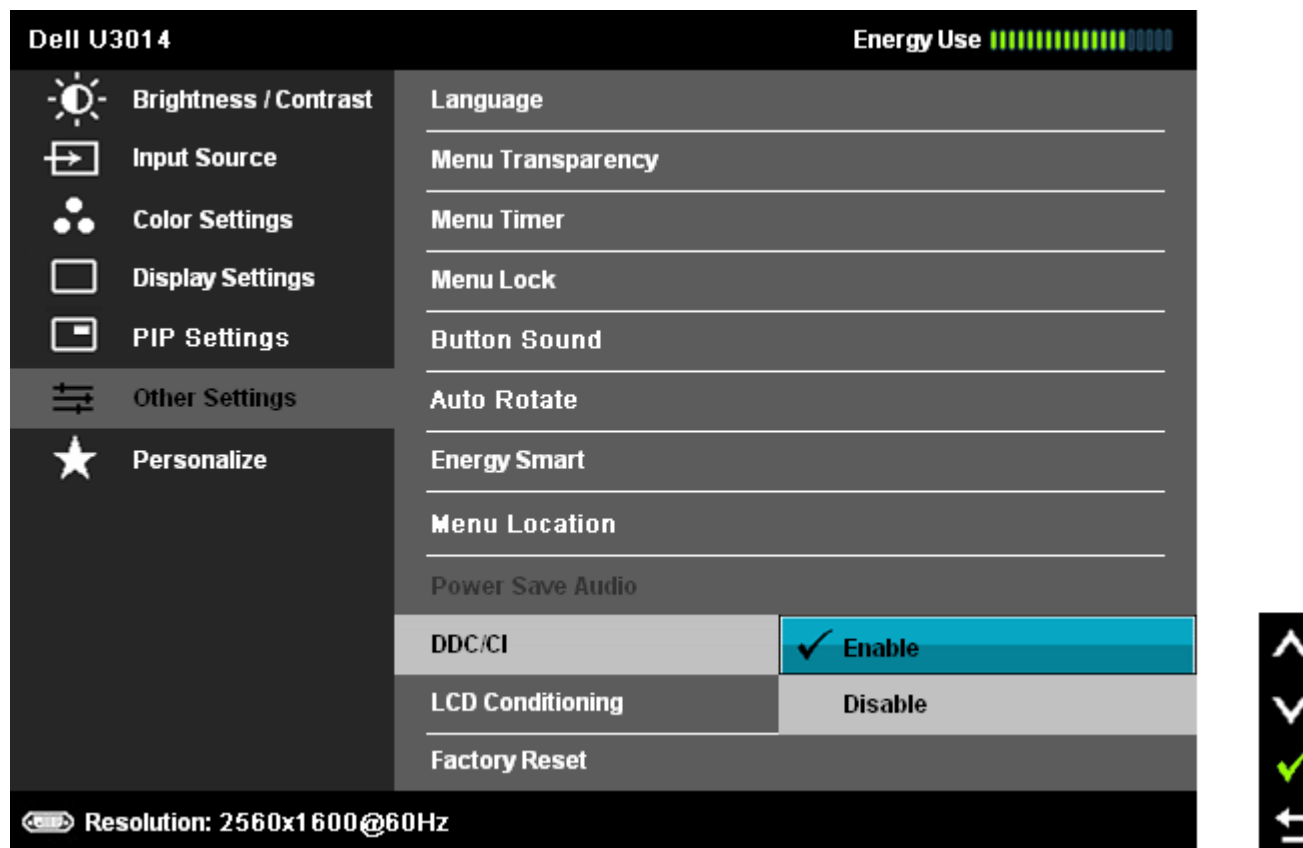 Dell U3014
Energy Use
Brightness / Contrast
Input Source
Color Settings
Display Settings
PIP Settings
Other Settings
Personalize
Language
Menu Transparency
Menu Timer
Menu Lock
Button Sound
Auto Rotate
Energy Smart
Menu Location
Power Save Audio
DDC/CI
Enable
Disable
LCD Conditioning
Factory Reset
Resolution: 2560x1600@60Hz